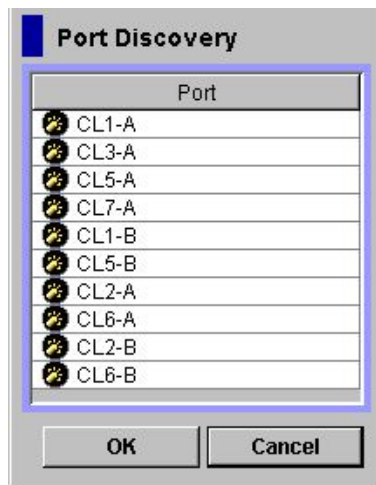 Port Discovery
Port
CL1-A
CL3-A
CL5-A
CL7-A
CL1-B
CL5-B
CL2-A
CL6-A
CL2-B
CL6-B
OK Cancel